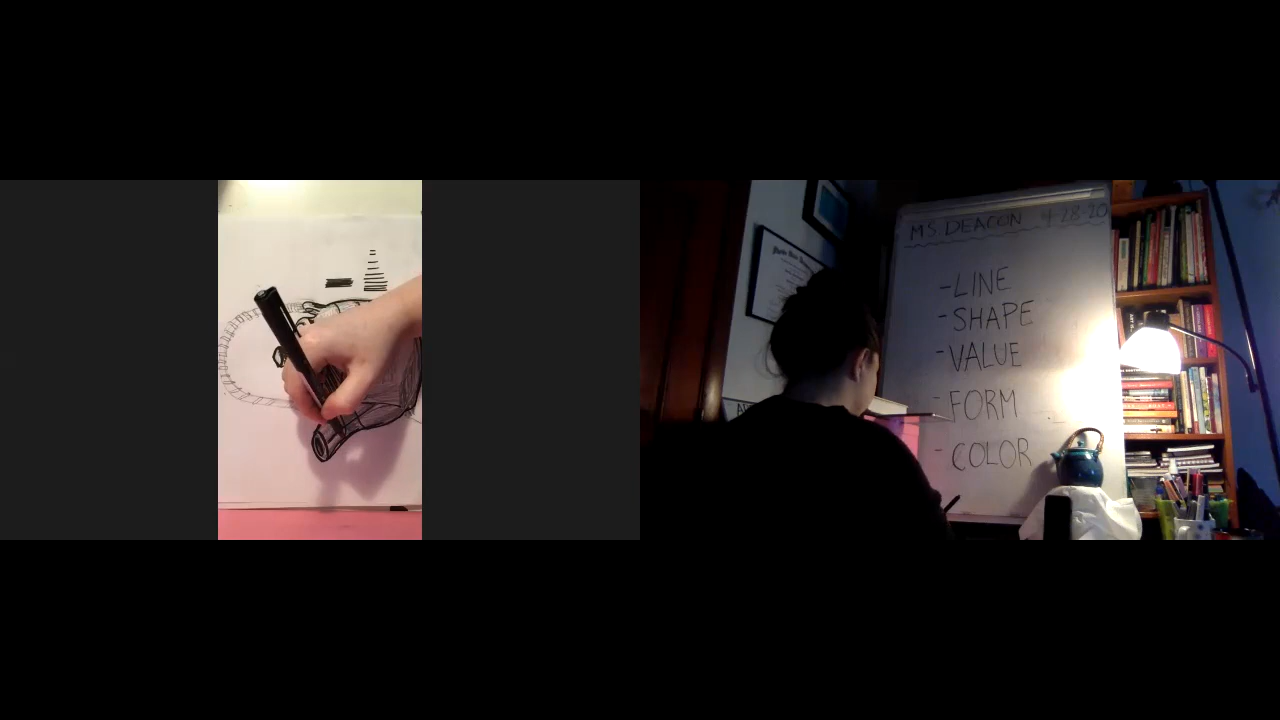 MS. DEACON 4-28-20
-LINE
-SHAPE
-VALUE
-FORM
-COLOR